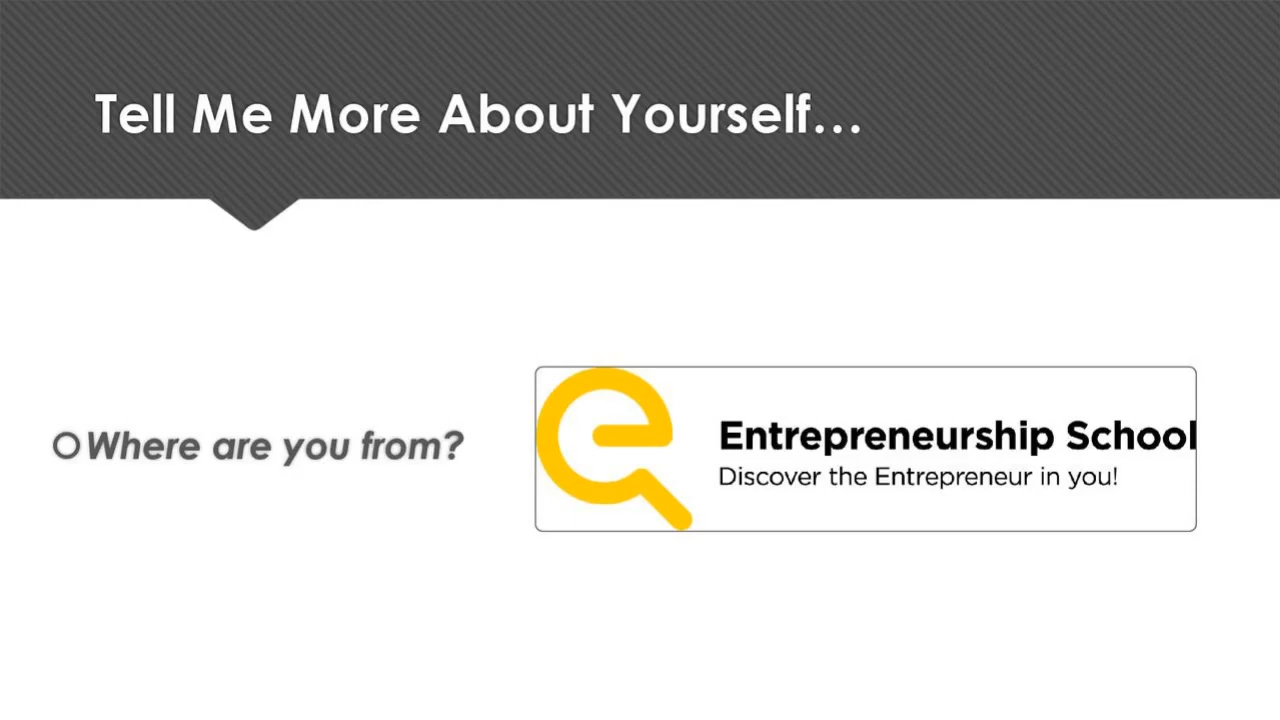 Tell Me More About Yourself…
Where are you from?
Entrepreneurship School
Discover the Entrepreneur in you!